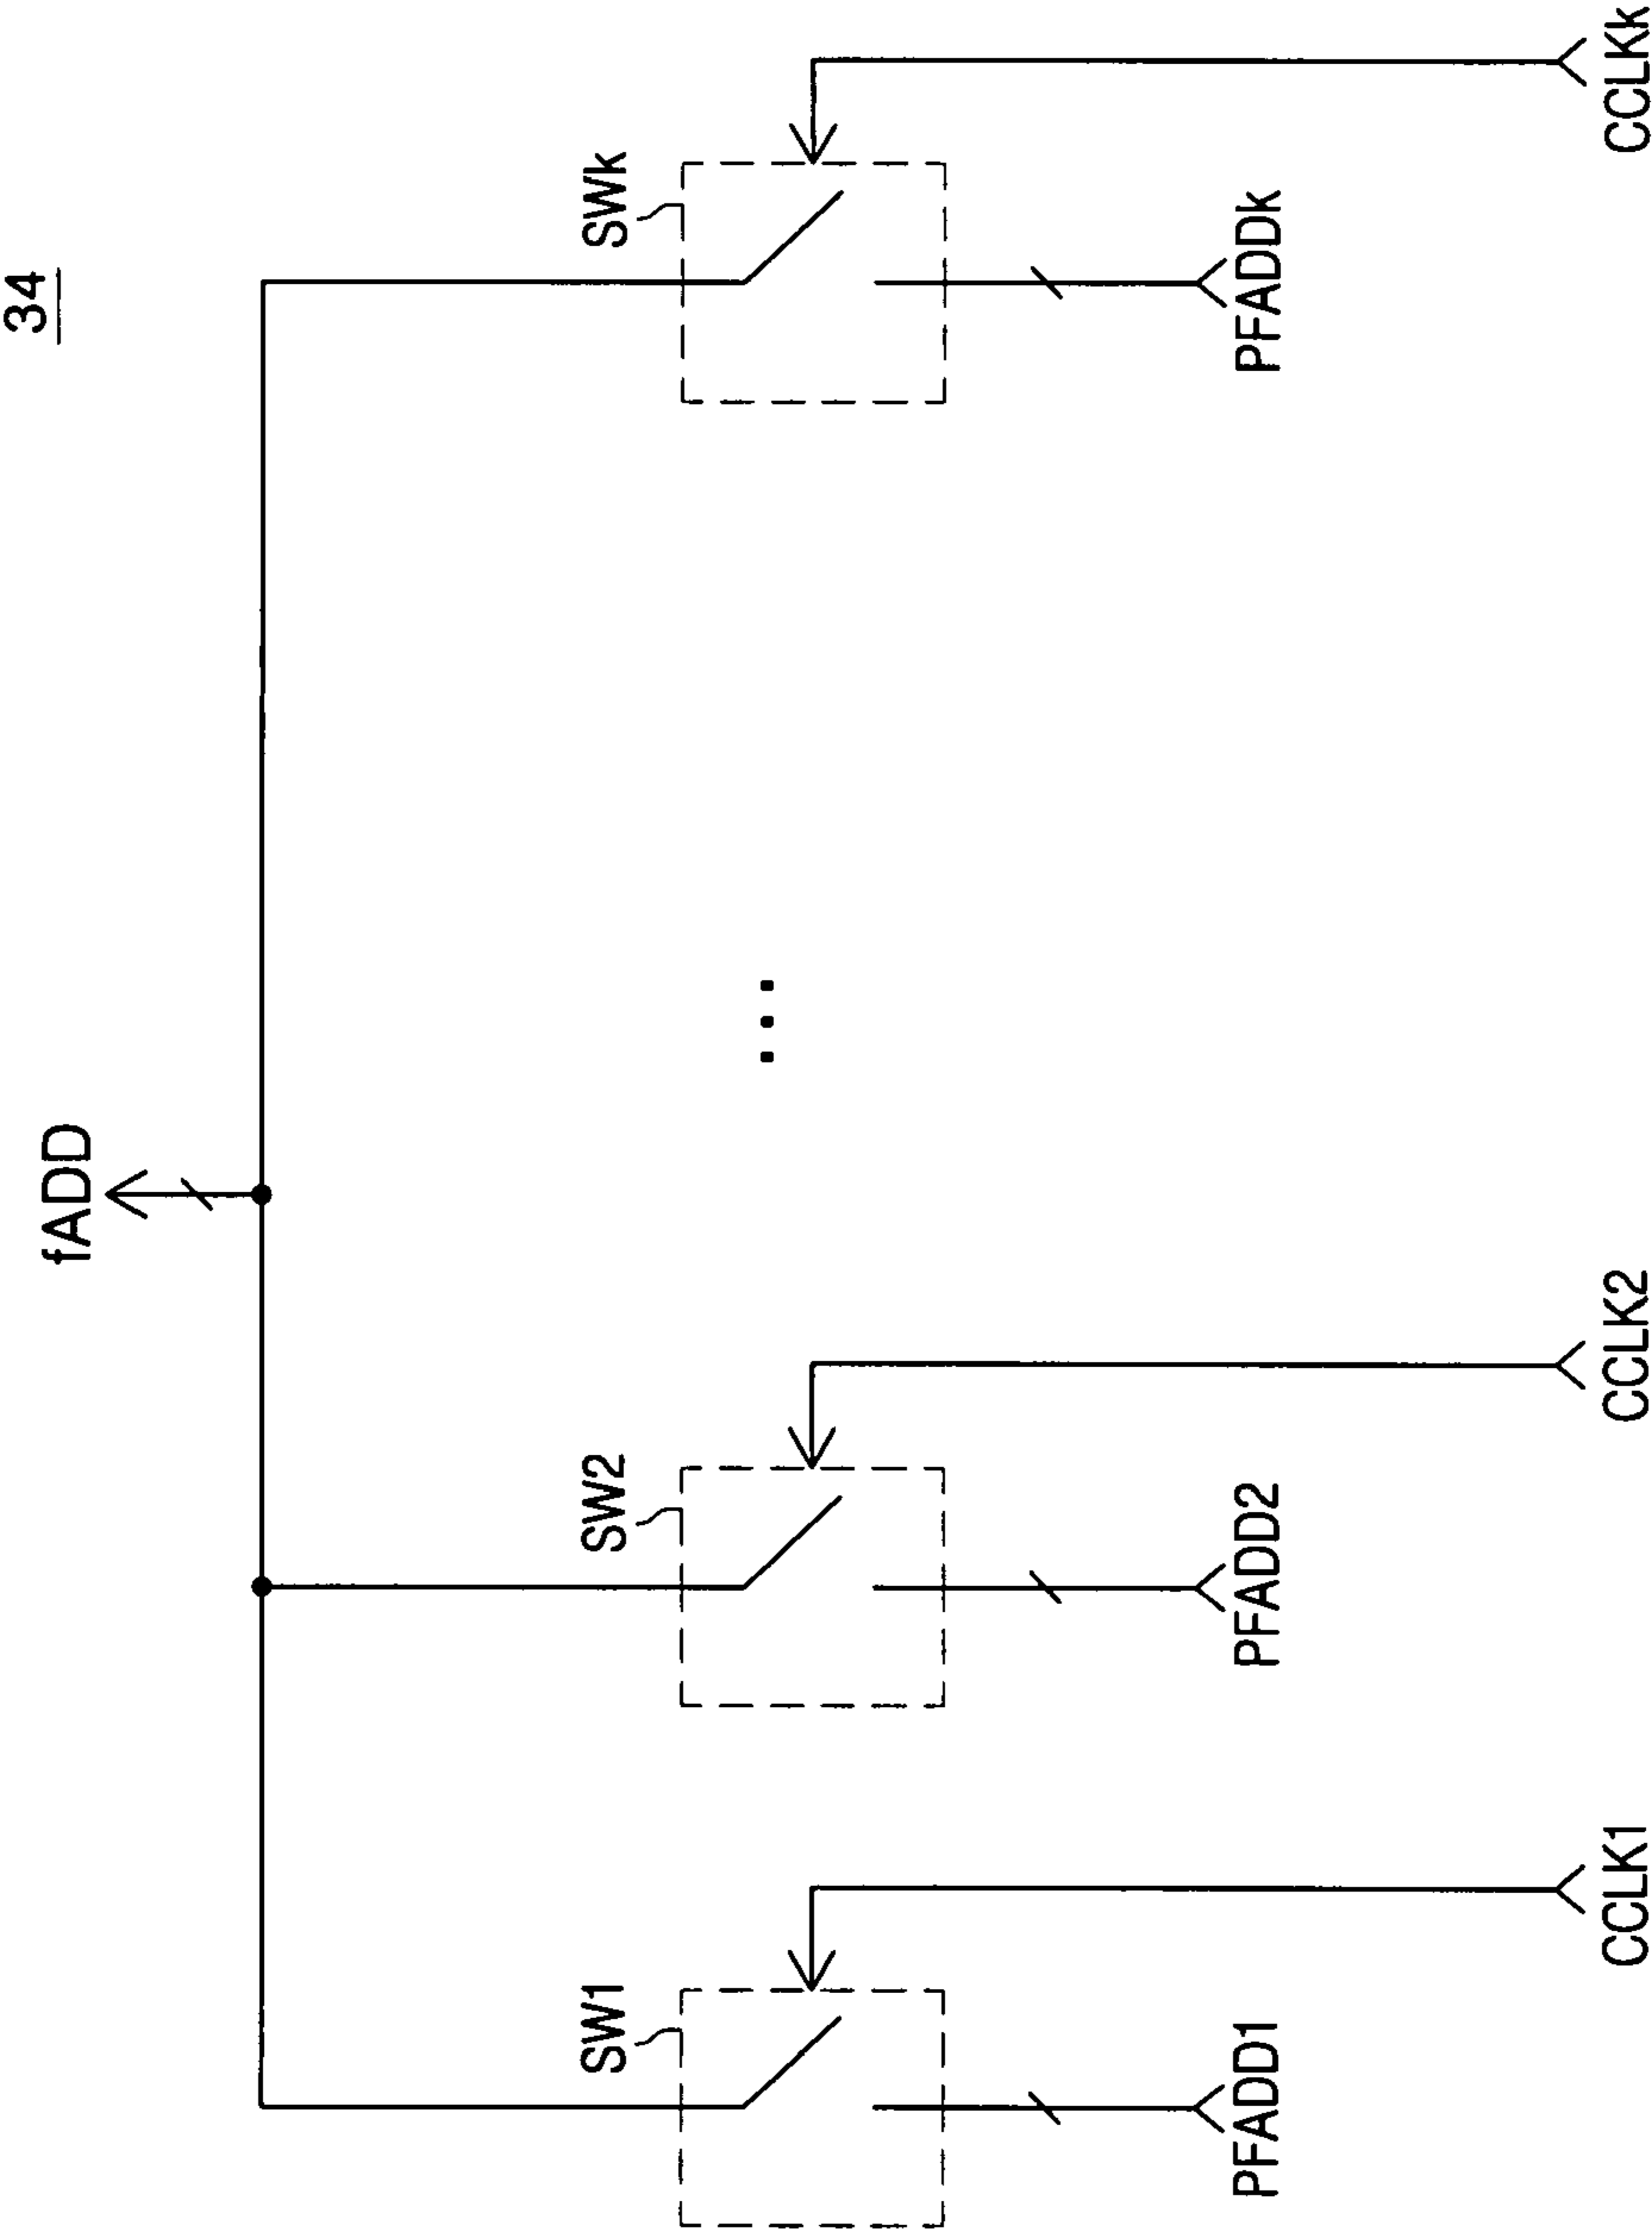 34
fADD
SW1
SW2
SWk
PFADD1
PFADD2
PFADDk
CCLK1
CCLK2
CCLKk